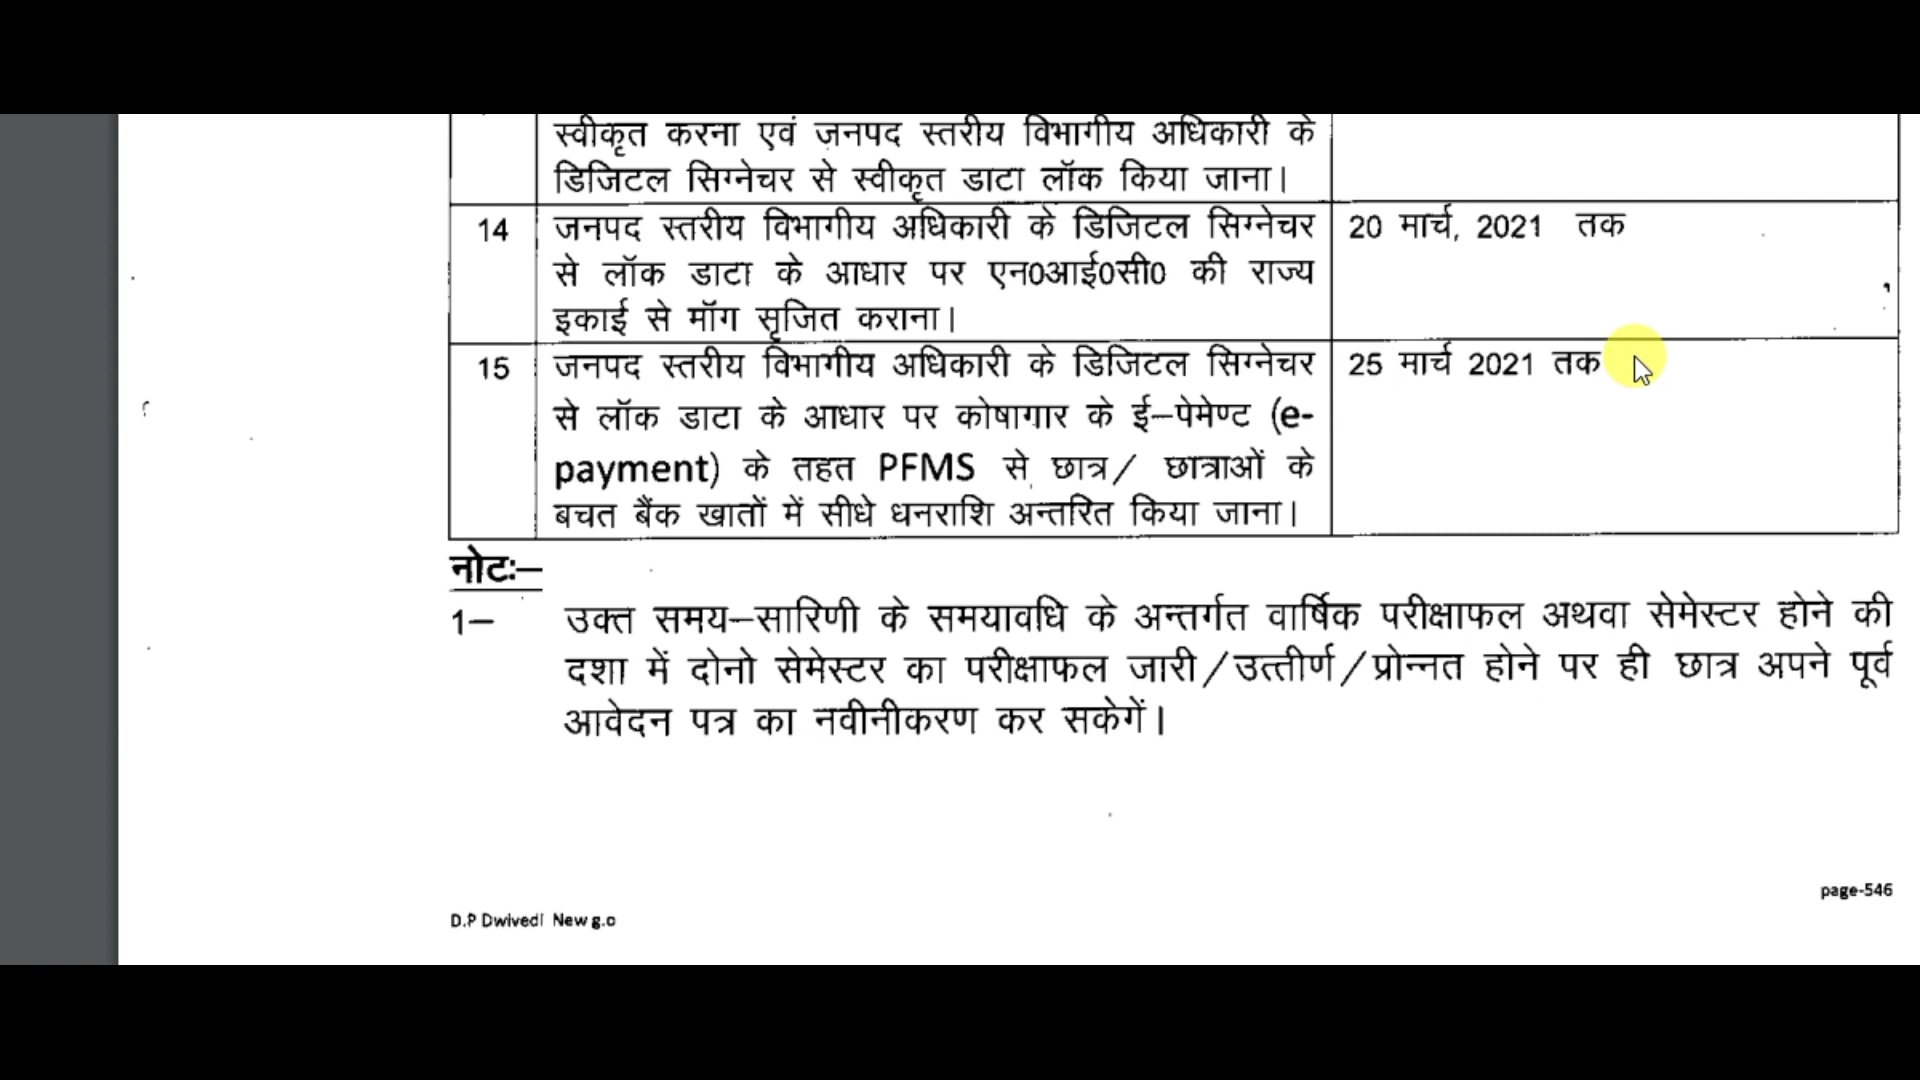 स्वीकृत करना एवं जनपद स्तरीय विभागीय अधिकारी के
डिजिटल सिग्नेचर से स्वीकृत डाटा लॉक किया जाना।
14 जनपद स्तरीय विभागीय अधिकारी के डिजिटल सिग्नेचर 20 मार्च, 2021 तक
से लॉक डाटा के आधार पर एन0आई0सी0 की राज्य
इकाई से मॉग सृजित कराना।
15 जनपद स्तरीय विभागीय अधिकारी के डिजिटल सिग्नेचर 25 मार्च 2021 तक
से लॉक डाटा के आधार पर कोषागार के ई–पेमेण्ट (e-
payment) के तहत PFMS से छात्र/ छात्राओं के
बचत बैंक खातों में सीधे धनराशि अन्तरित किया जाना।
नोटः–
1– उक्त समय–सारिणी के समयावधि के अन्तर्गत वार्षिक परीक्षाफल अथवा सेमेस्टर होने की
दशा में दोनो सेमेस्टर का परीक्षाफल जारी/उत्तीर्ण/प्रोन्नत होने पर ही छात्र अपने पूर्व
आवेदन पत्र का नवीनीकरण कर सकेगें।
page-546
D.P Dwivedi New g.o